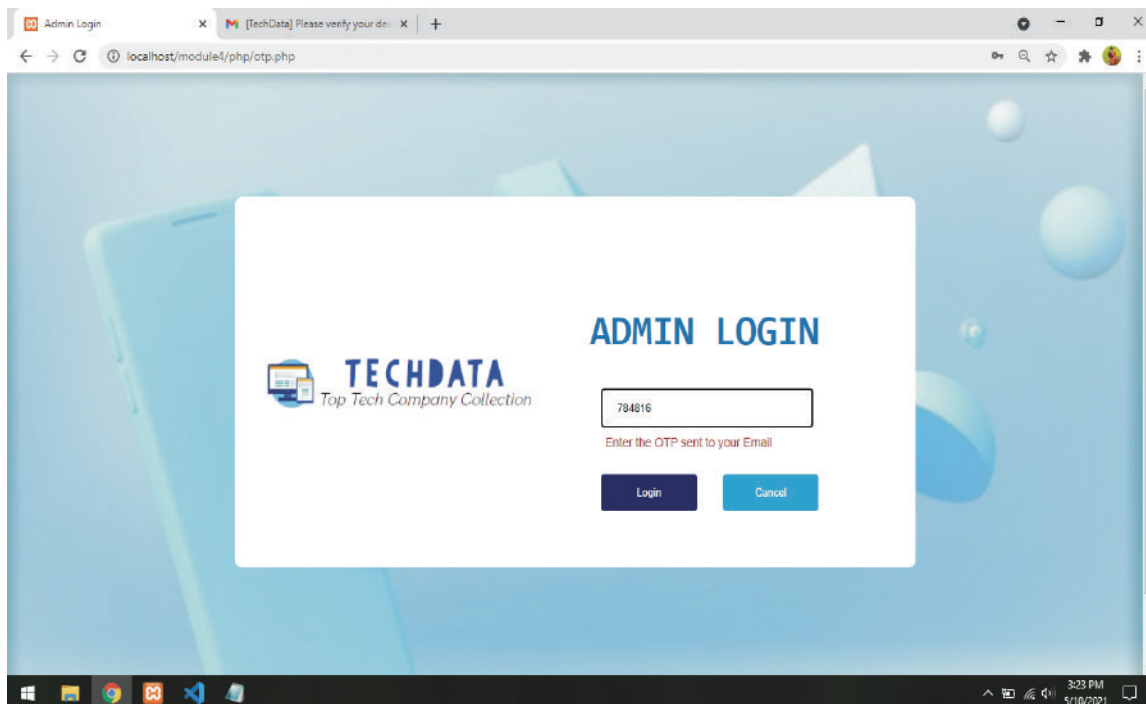 Admin Login
[TechData] Please verify your de
localhost/module4/php/otp.php
ADMIN LOGIN
TECHDATA
Top Tech Company Collection
784816
Enter the OTP sent to your Email
Login
Cancel
3:23 PM
5/10/2021